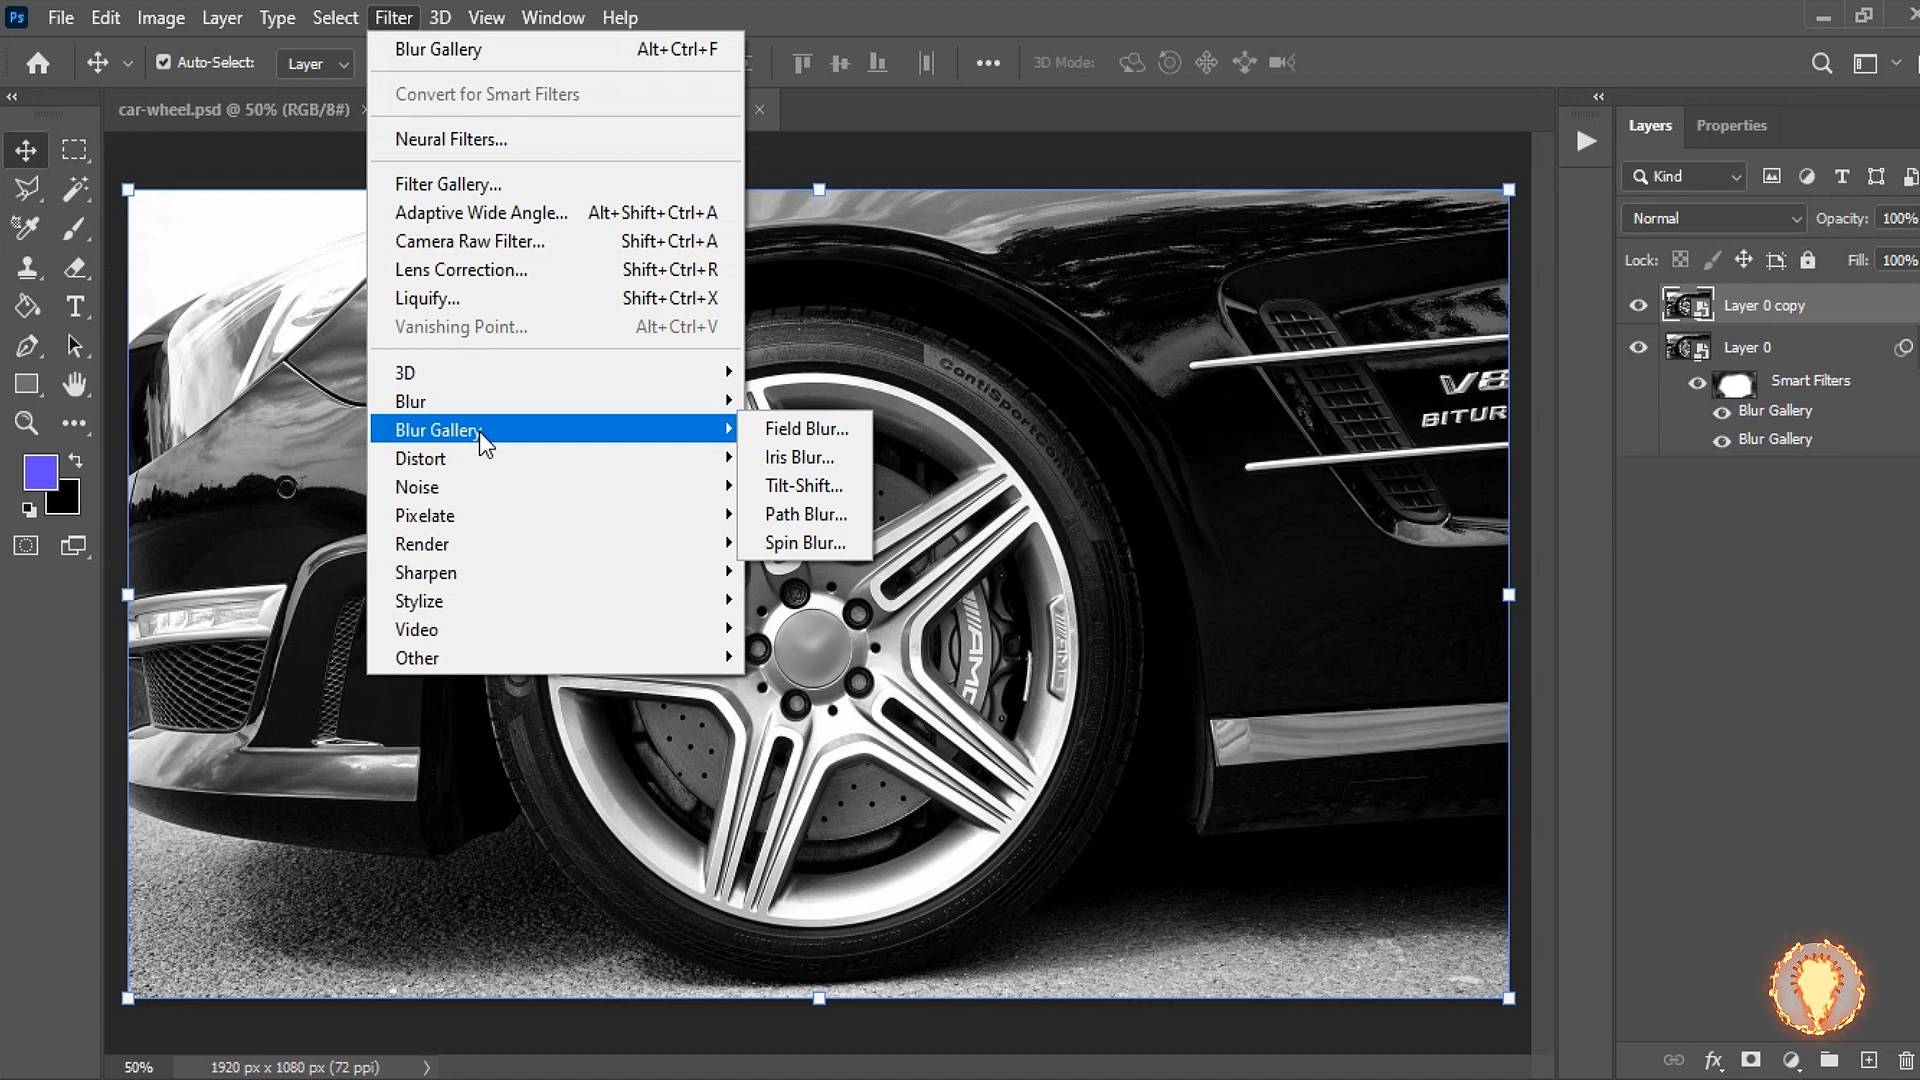 Ps File Edit Image Layer Type Select Filter 3D View Window Help
Auto-Select: Layer
3D Mode:
car-wheel.psd @ 50% (RGB/8#)
Blur Gallery Alt+Ctrl+F
Convert for Smart Filters
Neural Filters...
Filter Gallery...
Adaptive Wide Angle... Alt+Shift+Ctrl+A
Camera Raw Filter... Shift+Ctrl+A
Lens Correction... Shift+Ctrl+R
Liquify... Shift+Ctrl+X
Vanishing Point... Alt+Ctrl+V
3D
Blur
Blur Gallery
Distort
Noise
Pixelate
Render
Sharpen
Stylize
Video
Other
Field Blur...
Iris Blur...
Tilt-Shift...
Path Blur...
Spin Blur...
ContiSportCont
V8
BITUR
AMG
AMG
Layers Properties
Kind
Normal Opacity: 100%
Lock: Fill: 100%
Layer 0 copy
Layer 0
Smart Filters
Blur Gallery
Blur Gallery
fx
50% 1920 px x 1080 px (72 ppi)